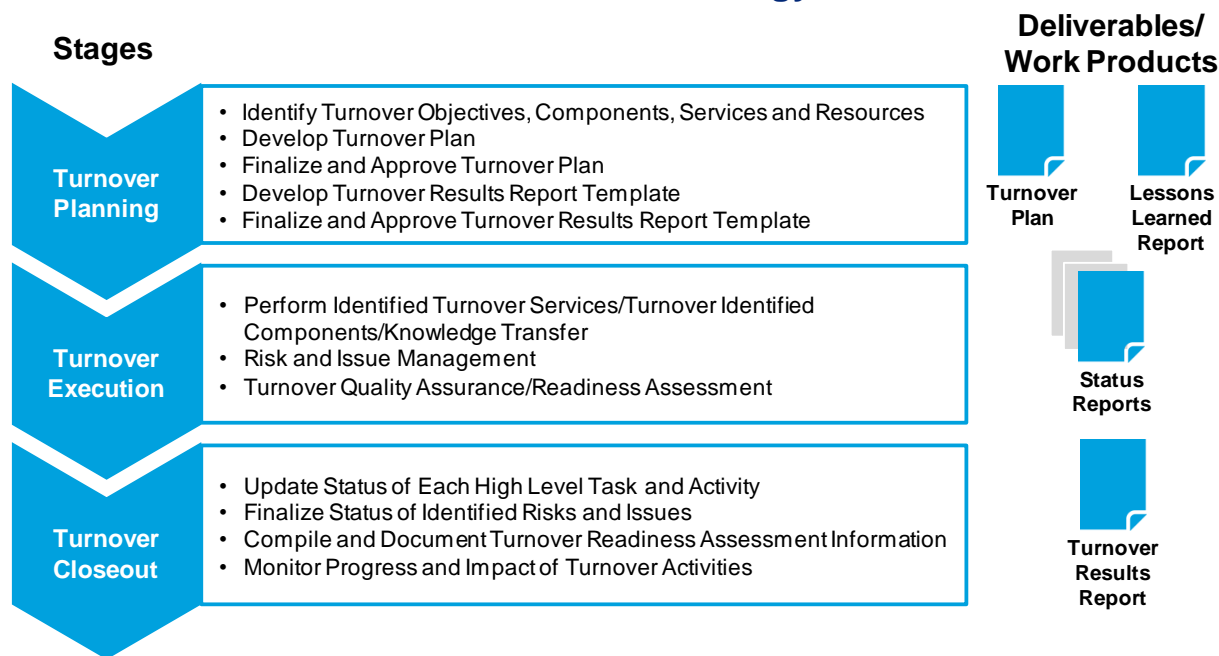 Stages
Deliverables/
Work Products
Turnover
Planning
• Identify Turnover Objectives, Components, Services and Resources
• Develop Turnover Plan
• Finalize and Approve Turnover Plan
• Develop Turnover Results Report Template
• Finalize and Approve Turnover Results Report Template
Turnover
Plan
Lessons
Learned
Report
Turnover
Execution
• Perform Identified Turnover Services/Turnover Identified
Components/Knowledge Transfer
• Risk and Issue Management
• Turnover Quality Assurance/Readiness Assessment
Status
Reports
Turnover
Closeout
• Update Status of Each High Level Task and Activity
• Finalize Status of Identified Risks and Issues
• Compile and Document Turnover Readiness Assessment Information
• Monitor Progress and Impact of Turnover Activities
Turnover
Results
Report